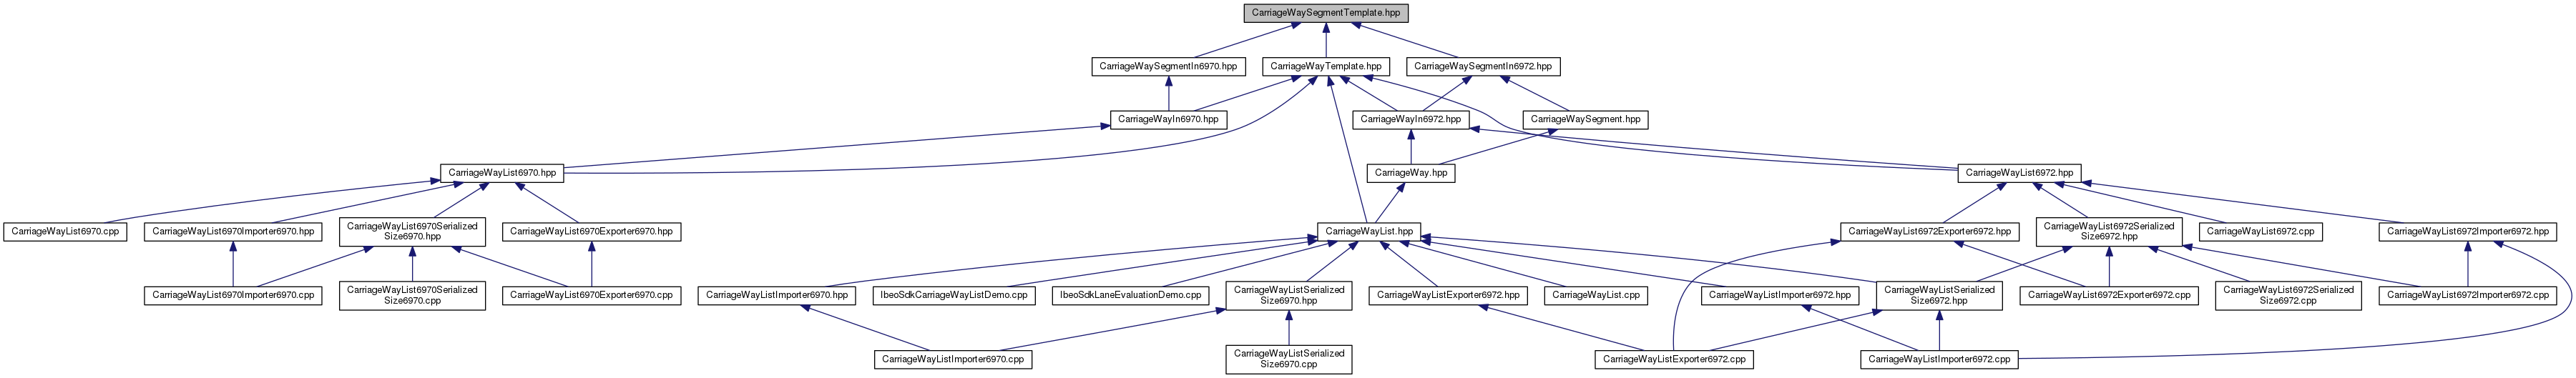 CarriageWaySegmentTemplate.hpp
CarriageWaySegmentIn6970.hpp
CarriageWayTemplate.hpp
CarriageWaySegmentIn6972.hpp
CarriageWayIn6970.hpp
CarriageWayIn6972.hpp
CarriageWaySegment.hpp
CarriageWayList6970.hpp
CarriageWay.hpp
CarriageWayList6972.hpp
CarriageWayList6970.cpp
CarriageWayList6970Importer6970.hpp
CarriageWayList6970Serialized
Size6970.hpp
CarriageWayList6970Exporter6970.hpp
CarriageWayList.hpp
CarriageWayList6972Exporter6972.hpp
CarriageWayList6972Serialized
Size6972.hpp
CarriageWayList6972.cpp
CarriageWayList6972Importer6972.hpp
CarriageWayList6970Importer6970.cpp
CarriageWayList6970Serialized
Size6970.cpp
CarriageWayList6970Exporter6970.cpp
CarriageWayListImporter6970.hpp
IbeoSdkCarriageWayListDemo.cpp
IbeoSdkLaneEvaluationDemo.cpp
CarriageWayListSerialized
Size6970.hpp
CarriageWayListExporter6972.hpp
CarriageWayList.cpp
CarriageWayListImporter6972.hpp
CarriageWayListSerialized
Size6972.hpp
CarriageWayList6972Exporter6972.cpp
CarriageWayList6972Serialized
Size6972.cpp
CarriageWayList6972Importer6972.cpp
CarriageWayListImporter6970.cpp
CarriageWayListSerialized
Size6970.cpp
CarriageWayListExporter6972.cpp
CarriageWayListImporter6972.cpp